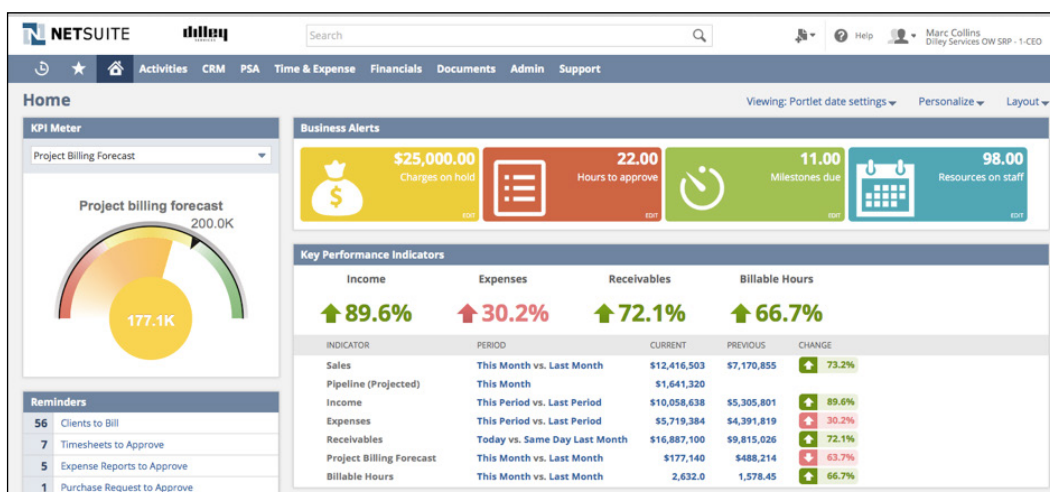 NETSUITE dilley SERVICES Search Help Marc Collins
Dilley Services OW SRP - 1-CEO
Activities CRM PSA Time & Expense Financials Documents Admin Support
Home Viewing: Portlet date settings Personalize Layout
KPI Meter
Project Billing Forecast
Project billing forecast
200.0K
177.1K
Reminders
56 Clients to Bill
7 Timesheets to Approve
5 Expense Reports to Approve
1 Purchase Request to Approve
Business Alerts
$25,000.00
Charges on hold
EDIT
22.00
Hours to approve
EDIT
11.00
Milestones due
EDIT
98.00
Resources on staff
EDIT
Key Performance Indicators
Income Expenses Receivables Billable Hours
89.6% 30.2% 72.1% 66.7%
INDICATOR PERIOD CURRENT PREVIOUS CHANGE
Sales This Month vs. Last Month $12,416,503 $7,170,855 73.2%
Pipeline (Projected) This Month $1,641,320
Income This Period vs. Last Period $10,058,638 $5,305,801 89.6%
Expenses This Period vs. Last Period $5,719,384 $4,391,819 30.2%
Receivables Today vs. Same Day Last Month $16,887,100 $9,815,026 72.1%
Project Billing Forecast This Month vs. Last Month $177,140 $488,214 63.7%
Billable Hours This Month vs. Last Month 2,632.0 1,578.45 66.7%